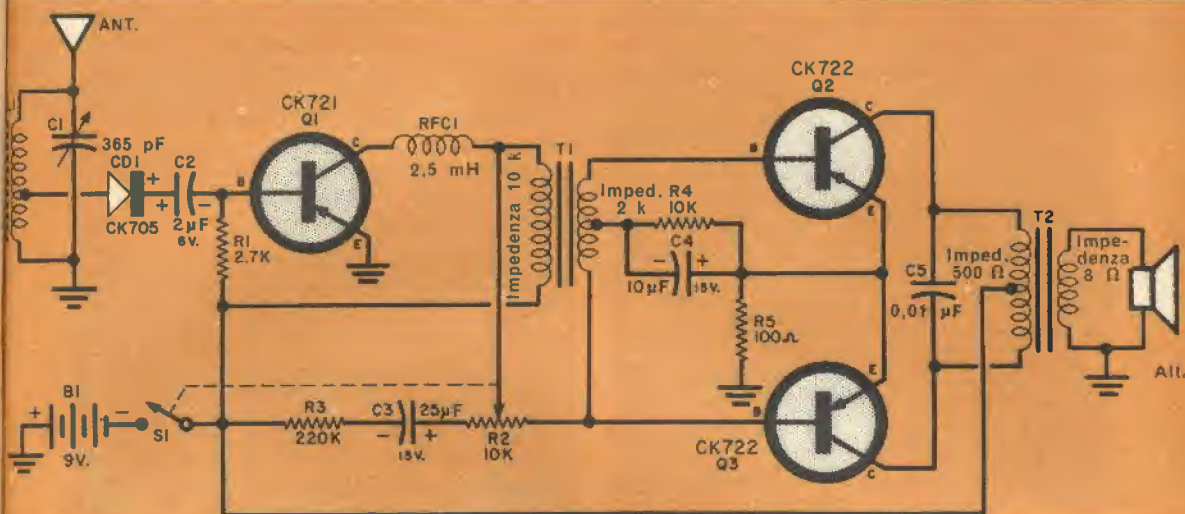 ANT.
C1
365 pF
CD1
CK705
+
+
C2
-
2µF
6V.
CK721
Q1
B
C
E
R1
2.7K
RFC1
2,5 mH
Impedenza 10 k
T1
Imped.
2 k
R4
10K
C4
-
+
10µF
15V.
R5
100Ω
CK722
Q2
B
C
E
CK722
Q3
B
E
C
C5
0,01 µF
Imped.
500 Ω
T2
Impe-
denza
8 Ω
Alt.
B1
+
-
9V.
S1
R3
220K
C3
25µF
-
+
15V.
R2
10K